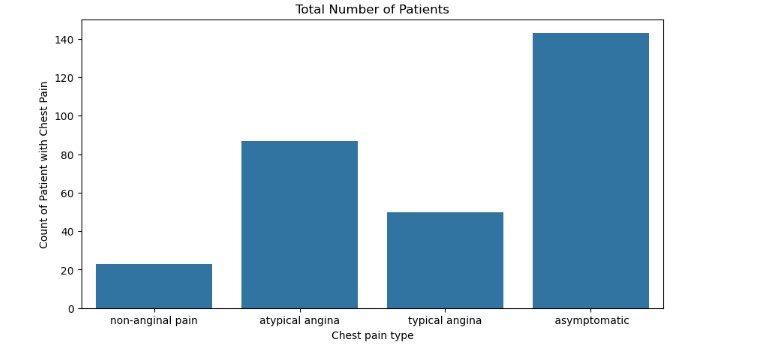 Total Number of Patients
Count of Patient with Chest Pain
140
120
100
80
60
40
20
0
non-anginal pain atypical angina typical angina asymptomatic
Chest pain type